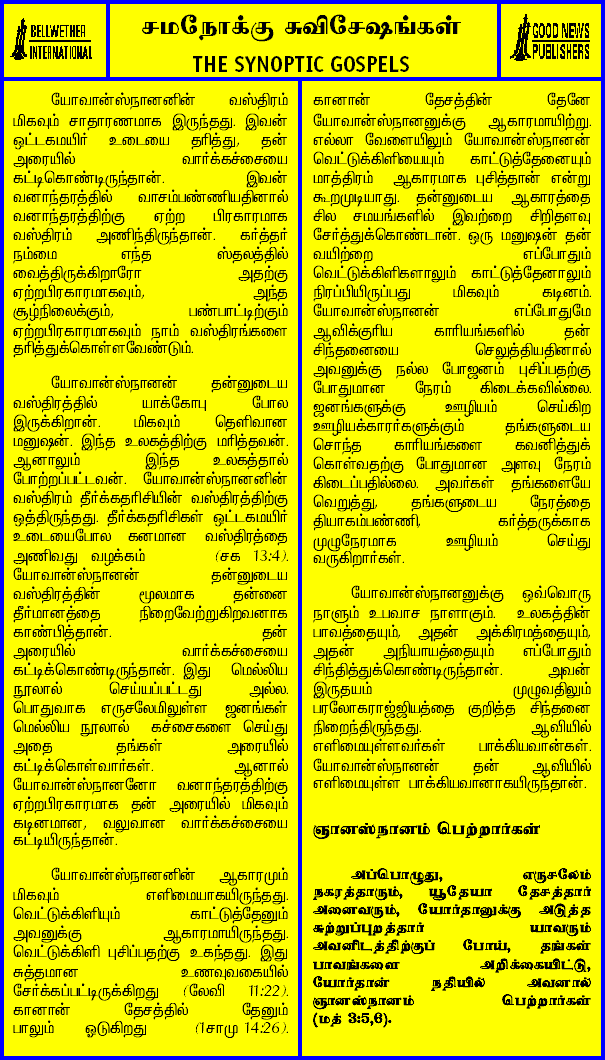 BELLWETHER
INTERNATIONAL
சமநோக்கு சுவிசேஷங்கள்
THE SYNOPTIC GOSPELS
GOOD NEWS
PUBLISHERS
யோவான்ஸ்நானனின் வஸ்திரம்
மிகவும் சாதாரணமாக இருந்தது. இவன்
ஒட்டகமயிர் உடையை தரித்து, தன்
அரையில் வார்க்கச்சையை
கட்டிகொண்டிருந்தான். இவன்
வனாந்தரத்தில் வாசம்பண்ணியதினால்
வனாந்தரத்திற்கு ஏற்ற பிரகாரமாக
வஸ்திரம் அணிந்திருந்தான். கர்த்தர்
நம்மை எந்த ஸ்தலத்தில்
வைத்திருக்கிறாரோ அதற்கு
ஏற்றபிரகாரமாகவும், அந்த
சூழ்நிலைக்கும், பண்பாட்டிற்கும்
ஏற்றபிரகாரமாகவும் நாம் வஸ்திரங்களை
தரித்துக்கொள்ளவேண்டும்.
யோவான்ஸ்நானன் தன்னுடைய
வஸ்திரத்தில் யாக்கோபு போல
இருக்கிறான். மிகவும் தெளிவான
மனுஷன். இந்த உலகத்திற்கு மரித்தவன்.
ஆனாலும் இந்த உலகத்தால்
போற்றப்பட்டவன். யோவான்ஸ்நானனின்
வஸ்திரம் தீர்க்கதரிசியின் வஸ்திரத்திற்கு
ஒத்திருந்தது. தீர்க்கதரிசிகள் ஒட்டகமயிர்
உடையைபோல கனமான வஸ்திரத்தை
அணிவது வழக்கம் (சக 13:4).
யோவான்ஸ்நானன் தன்னுடைய
வஸ்திரத்தின் மூலமாக தன்னை
தீர்மானத்தை நிறைவேற்றுகிறவனாக
காண்பித்தான். தன்
அரையில் வார்க்கச்சையை
கட்டிக்கொண்டிருந்தான். இது மெல்லிய
நூலால் செய்யப்பட்டது அல்ல.
பொதுவாக எருசலேமிலுள்ள ஜனங்கள்
மெல்லிய நூலால் கச்சைகளை செய்து
அதை தங்கள் அரையில்
கட்டிக்கொள்வார்கள். ஆனால்
யோவான்ஸ்நானனோ வனாந்தரத்திற்கு
ஏற்றபிரகாரமாக தன் அரையில் மிகவும்
கடினமான, வலுவான வார்க்கச்சையை
கட்டியிருந்தான்.
யோவான்ஸ்நானனின் ஆகாரமும்
மிகவும் எளிமையாகயிருந்தது.
வெட்டுக்கிளியும் காட்டுத்தேனும்
அவனுக்கு ஆகாரமாயிருந்தது.
வெட்டுக்கிளி புசிப்பதற்கு உகந்தது. இது
சுத்தமான உணவுவகையில்
சேர்க்கப்பட்டிருக்கிறது (லேவி 11:22).
கானான் தேசத்தில் தேனும்
பாலும் ஓடுகிறது (1சாமு 14:26).
கானான் தேசத்தின் தேனே
யோவான்ஸ்நானனுக்கு ஆகாரமாயிற்று.
எல்லா வேளையிலும் யோவான்ஸ்நானன்
வெட்டுக்கிளியையும் காட்டுத்தேனையும்
மாத்திரம் ஆகாரமாக புசித்தான் என்று
கூறமுடியாது. தன்னுடைய ஆகாரத்தை
சில சமயங்களில் இவற்றை சிறிதளவு
சேர்த்துக்கொண்டான். ஒரு மனுஷன் தன்
வயிற்றை எப்போதும்
வெட்டுக்கிளிகளாலும் காட்டுத்தேனாலும்
நிரப்பியிருப்பது மிகவும் கடினம்.
யோவான்ஸ்நானன் எப்போதுமே
ஆவிக்குரிய காரியங்களில் தன்
சிந்தனையை செலுத்தியதினால்
அவனுக்கு நல்ல போஜனம் புசிப்பதற்கு
போதுமான நேரம் கிடைக்கவில்லை.
ஜனங்களுக்கு ஊழியம் செய்கிற
ஊழியக்காரர்களுக்கும் தங்களுடைய
சொந்த காரியங்களை கவனித்துக்
கொள்வதற்கு போதுமான அளவு நேரம்
கிடைப்பதில்லை. அவர்கள் தங்களையே
வெறுத்து, தங்களுடைய நேரத்தை
தியாகம்பண்ணி, கர்த்தருக்காக
முழுநேரமாக ஊழியம் செய்து
வருகிறார்கள்.
யோவான்ஸ்நானனுக்கு ஒவ்வொரு
நாளும் உபவாச நாளாகும். உலகத்தின்
பாவத்தையும், அதன் அக்கிரமத்தையும்,
அதன் அநியாயத்தையும் எப்போதும்
சிந்தித்துக்கொண்டிருந்தான். அவன்
இருதயம் முழுவதிலும்
பரலோகராஜ்ஜியத்தை குறித்த சிந்தனை
நிறைந்திருந்தது. ஆவியில்
எளிமையுள்ளவர்கள் பாக்கியவான்கள்.
யோவான்ஸ்நானன் தன் ஆவியில்
எளிமையுள்ள பாக்கியவானாகயிருந்தான்.
ஞானஸ்நானம் பெற்றார்கள்
அப்பொழுது, எருசலேம்
நகரத்தாரும், யூதேயா தேசத்தார்
அனைவரும், யோர்தானுக்கு அடுத்த
சுற்றுப்புறத்தார் யாவரும்
அவனிடத்திற்குப் போய், தங்கள்
பாவங்களை அறிக்கையிட்டு,
யோர்தான் நதியில் அவனால்
ஞானஸ்நானம் பெற்றார்கள்
(மத் 3:5,6).